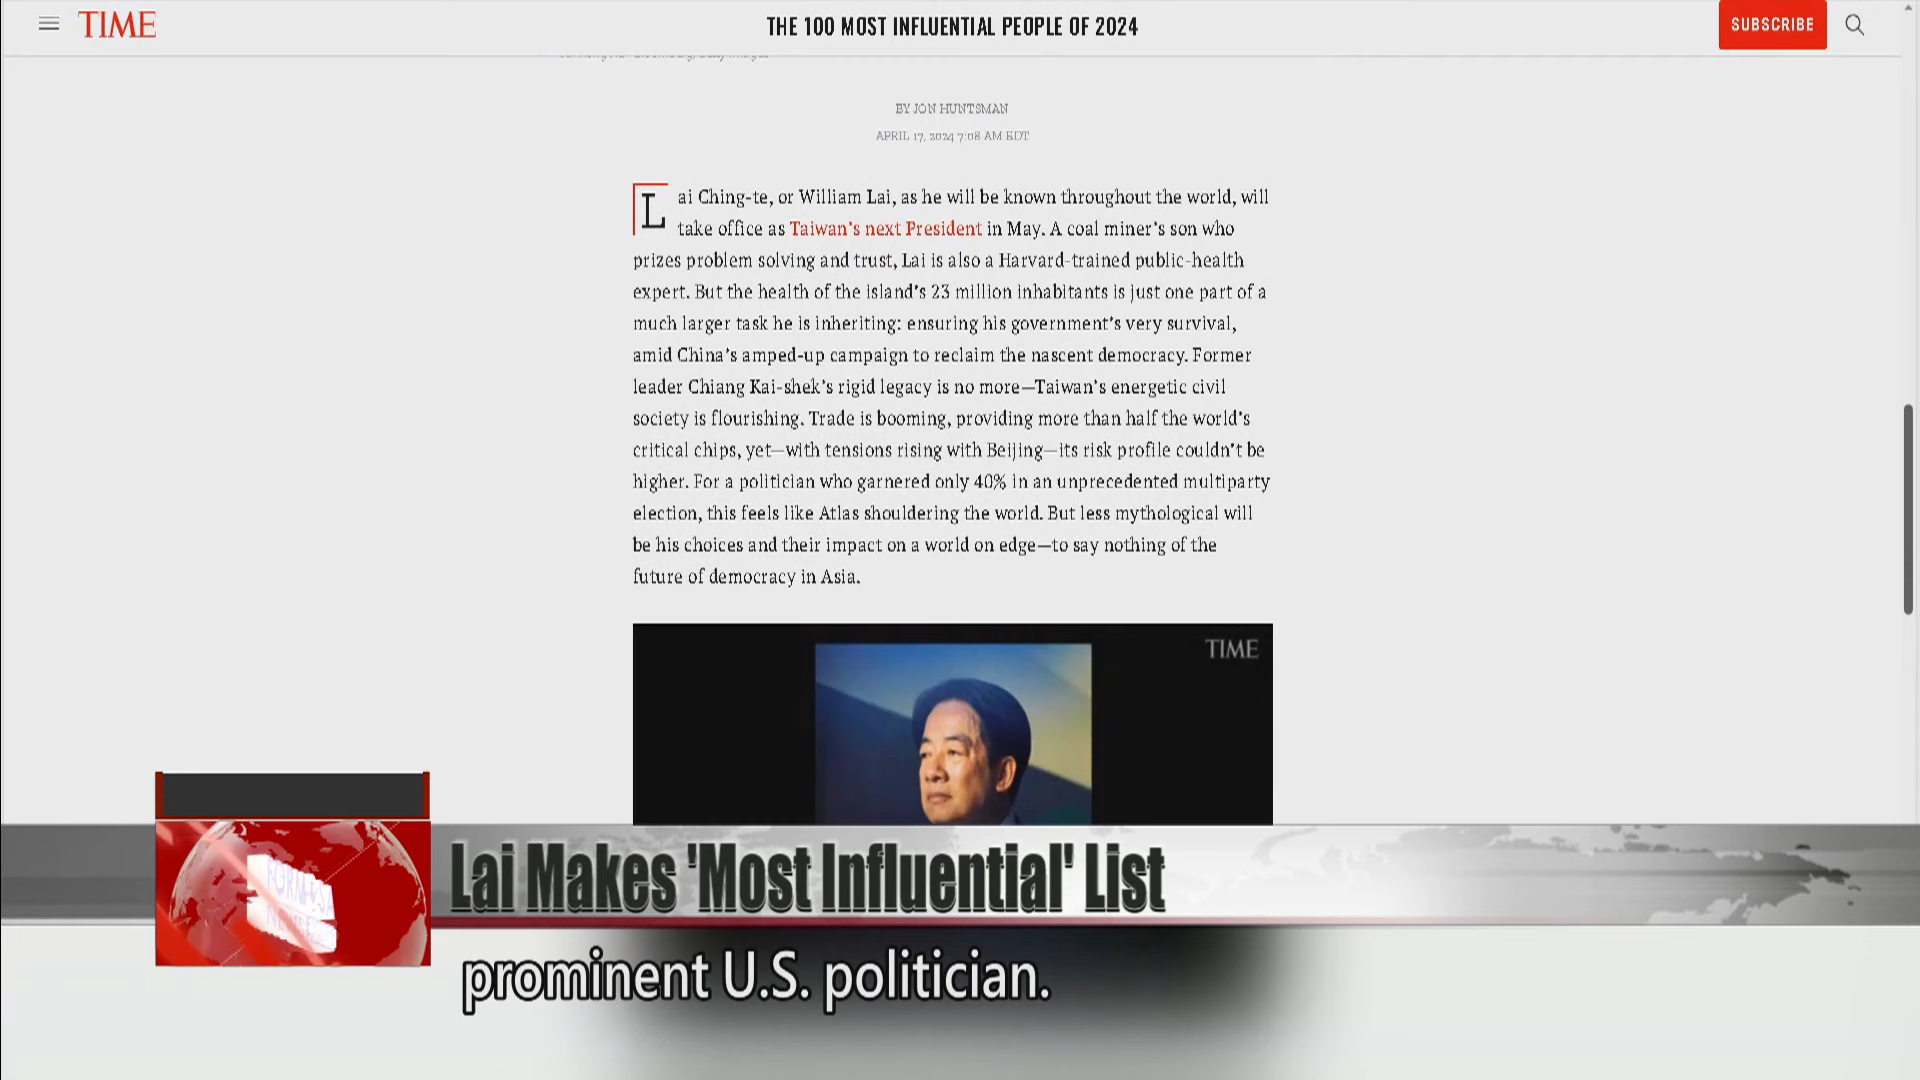 TIME
THE 100 MOST INFLUENTIAL PEOPLE OF 2024
SUBSCRIBE
BY JON HUNTSMAN
APRIL 17, 2024 7:08 AM EDT
Lai Ching-te, or William Lai, as he will be known throughout the world, will
take office as Taiwan's next President in May. A coal miner's son who
prizes problem solving and trust, Lai is also a Harvard-trained public-health
expert. But the health of the island's 23 million inhabitants is just one part of a
much larger task he is inheriting: ensuring his government's very survival,
amid China's amped-up campaign to reclaim the nascent democracy. Former
leader Chiang Kai-shek's rigid legacy is no more—Taiwan's energetic civil
society is flourishing. Trade is booming, providing more than half the world's
critical chips, yet—with tensions rising with Beijing—its risk profile couldn't be
higher. For a politician who garnered only 40% in an unprecedented multiparty
election, this feels like Atlas shouldering the world. But less mythological will
be his choices and their impact on a world on edge—to say nothing of the
future of democracy in Asia.
TIME
Lai Makes 'Most Influential' List
prominent U.S. politician.